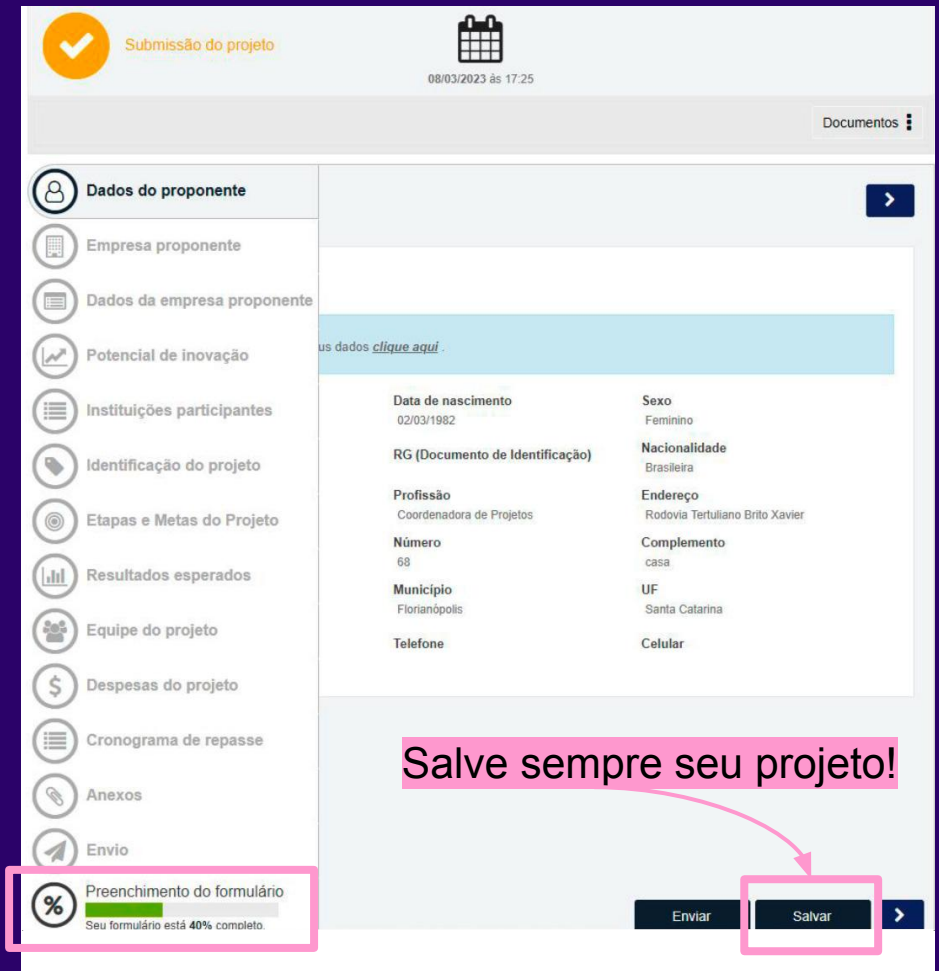 Submissão do projeto
08/03/2023 às 17:25
Documentos
Dados do proponente
Empresa proponente
Dados da empresa proponente
Potencial de inovação
Instituições participantes
Identificação do projeto
Etapas e Metas do Projeto
Resultados esperados
Equipe do projeto
Despesas do projeto
Cronograma de repasse
Anexos
Envio
% Preenchimento do formulário
Seu formulário está 40% completo.
us dados clique aqui .
Data de nascimento Sexo
02/03/1982 Feminino
RG (Documento de Identificação) Nacionalidade
Brasileira
Profissão Endereço
Coordenadora de Projetos Rodovia Tertuliano Brito Xavier
Número Complemento
68 casa
Município UF
Florianópolis Santa Catarina
Telefone Celular
Salve sempre seu projeto!
Enviar Salvar